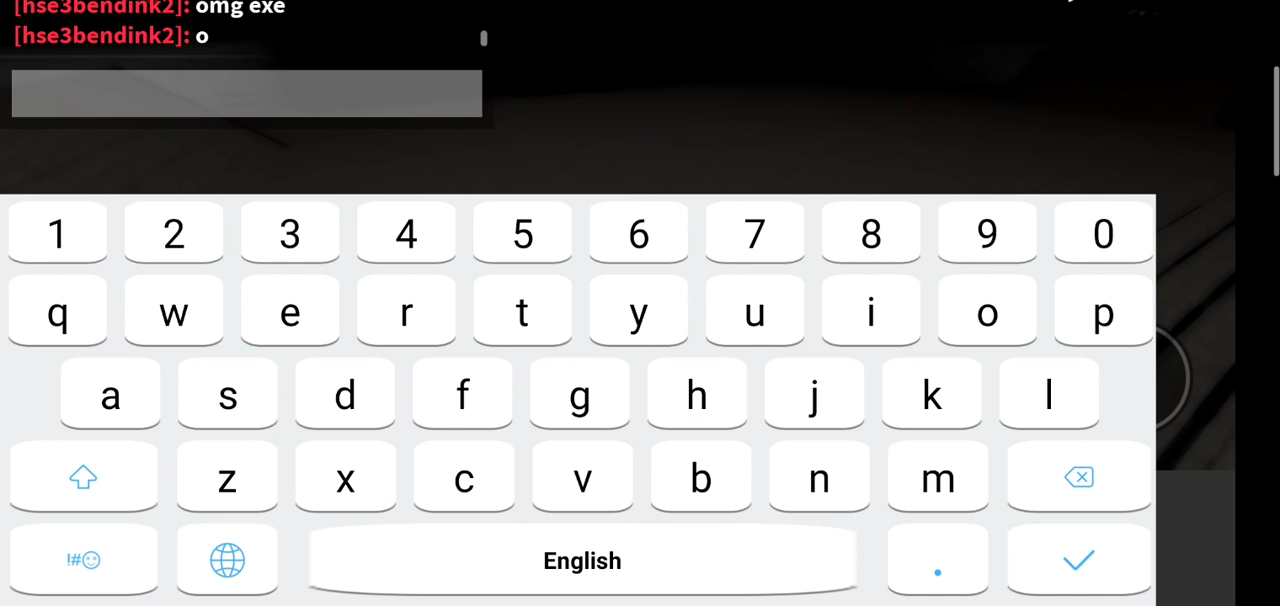 [hse3bendink2]: omg exe
[hse3bendink2]: o
1 2 3 4 5 6 7 8 9 0
q w e r t y u i o p
a s d f g h j k l
z x c v b n m
!#☺ English .